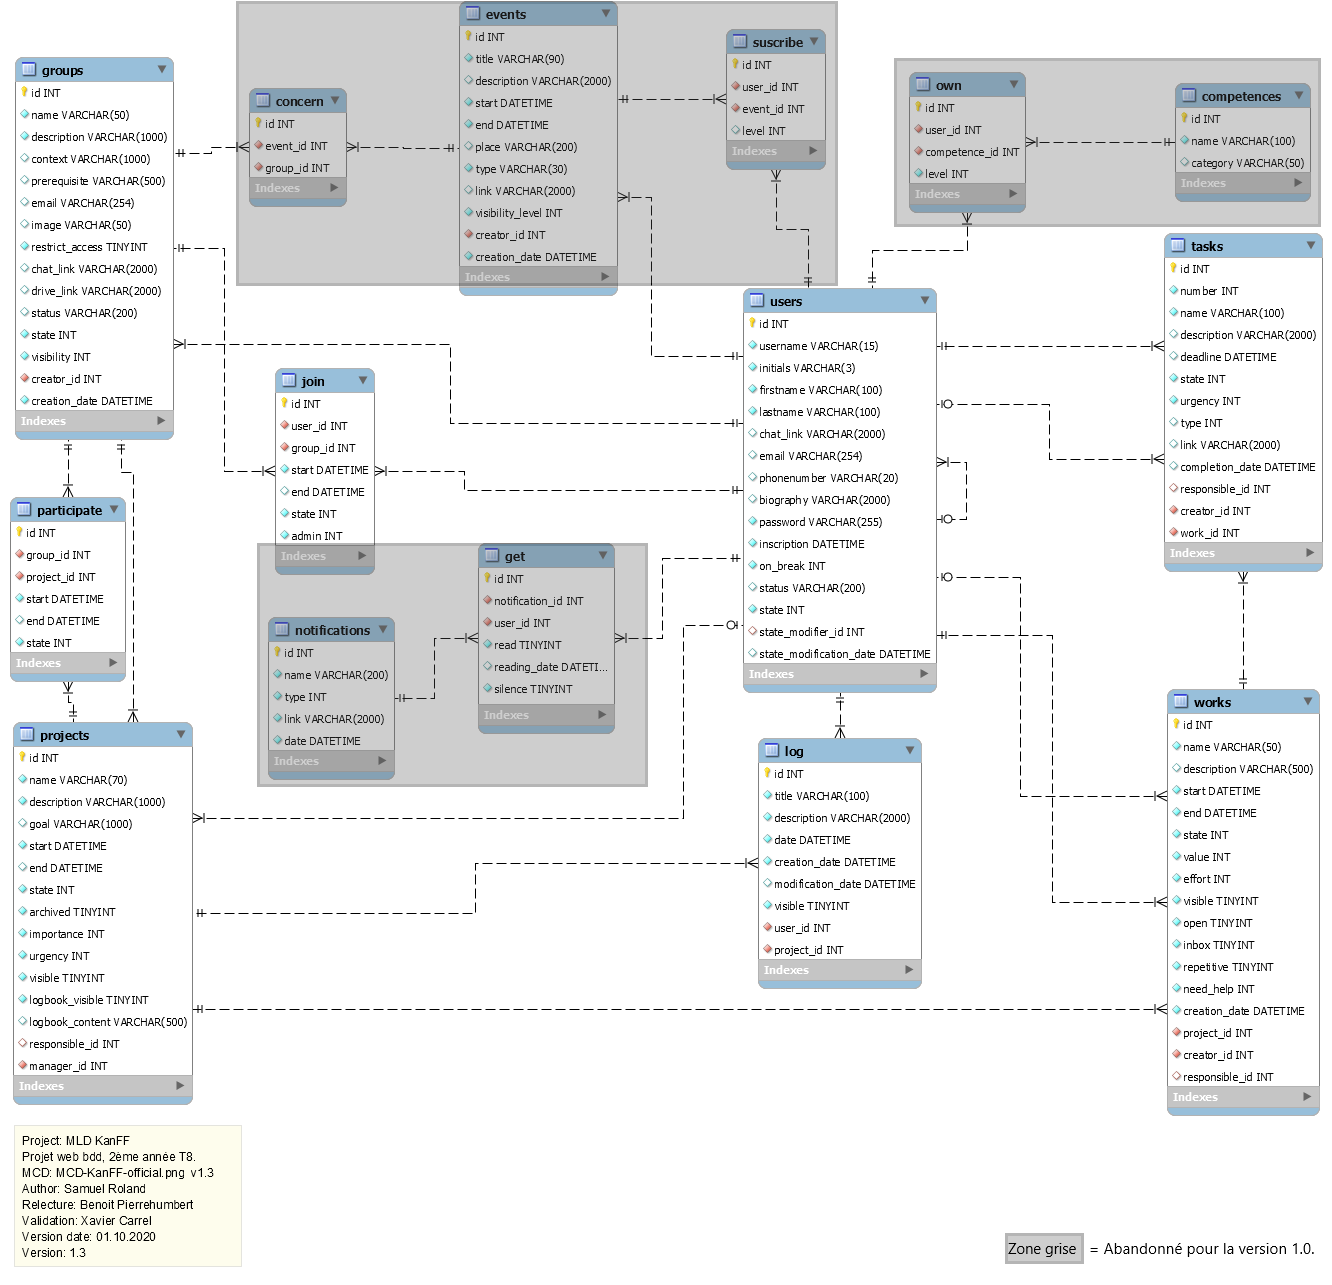 groups
id INT
name VARCHAR(50)
description VARCHAR(1000)
context VARCHAR(1000)
prerequisite VARCHAR(500)
email VARCHAR(254)
image VARCHAR(50)
restrict_access TINYINT
chat_link VARCHAR(2000)
drive_link VARCHAR(2000)
status VARCHAR(200)
state INT
visibility INT
creator_id INT
creation_date DATETIME
Indexes
concern
id INT
event_id INT
group_id INT
Indexes
events
id INT
title VARCHAR(90)
description VARCHAR(2000)
start DATETIME
end DATETIME
place VARCHAR(200)
type VARCHAR(30)
link VARCHAR(2000)
visibility_level INT
creator_id INT
creation_date DATETIME
Indexes
suscribe
id INT
user_id INT
event_id INT
level INT
Indexes
own
id INT
user_id INT
competence_id INT
level INT
Indexes
competences
id INT
name VARCHAR(100)
category VARCHAR(50)
Indexes
tasks
id INT
number INT
name VARCHAR(100)
description VARCHAR(2000)
deadline DATETIME
state INT
urgency INT
type INT
link VARCHAR(2000)
completion_date DATETIME
responsible_id INT
creator_id INT
work_id INT
Indexes
users
id INT
username VARCHAR(15)
initials VARCHAR(3)
firstname VARCHAR(100)
lastname VARCHAR(100)
chat_link VARCHAR(2000)
email VARCHAR(254)
phonenumber VARCHAR(20)
biography VARCHAR(2000)
password VARCHAR(255)
inscription DATETIME
on_break INT
status VARCHAR(200)
state INT
state_modifier_id INT
state_modification_date DATETIME
Indexes
join
id INT
user_id INT
group_id INT
start DATETIME
end DATETIME
state INT
admin INT
Indexes
participate
id INT
group_id INT
project_id INT
start DATETIME
end DATETIME
state INT
Indexes
get
id INT
notification_id INT
user_id INT
read TINYINT
reading_date DATETI...
silence TINYINT
Indexes
notifications
id INT
name VARCHAR(200)
type INT
link VARCHAR(2000)
date DATETIME
Indexes
projects
id INT
name VARCHAR(70)
description VARCHAR(1000)
goal VARCHAR(1000)
start DATETIME
end DATETIME
state INT
archived TINYINT
importance INT
urgency INT
visible TINYINT
logbook_visible TINYINT
logbook_content VARCHAR(500)
responsible_id INT
manager_id INT
Indexes
log
id INT
title VARCHAR(100)
description VARCHAR(2000)
date DATETIME
creation_date DATETIME
modification_date DATETIME
visible TINYINT
user_id INT
project_id INT
Indexes
works
id INT
name VARCHAR(50)
description VARCHAR(500)
start DATETIME
end DATETIME
state INT
value INT
effort INT
visible TINYINT
open TINYINT
inbox TINYINT
repetitive TINYINT
need_help INT
creation_date DATETIME
project_id INT
creator_id INT
responsible_id INT
Indexes
Project: MLD KanFF
Projet web bdd, 2ème année T8.
MCD: MCD-KanFF-official.png v1.3
Author: Samuel Roland
Relecture: Benoit Pierrehumbert
Validation: Xavier Carrel
Version date: 01.10.2020
Version: 1.3
Zone grise = Abandonné pour la version 1.0.